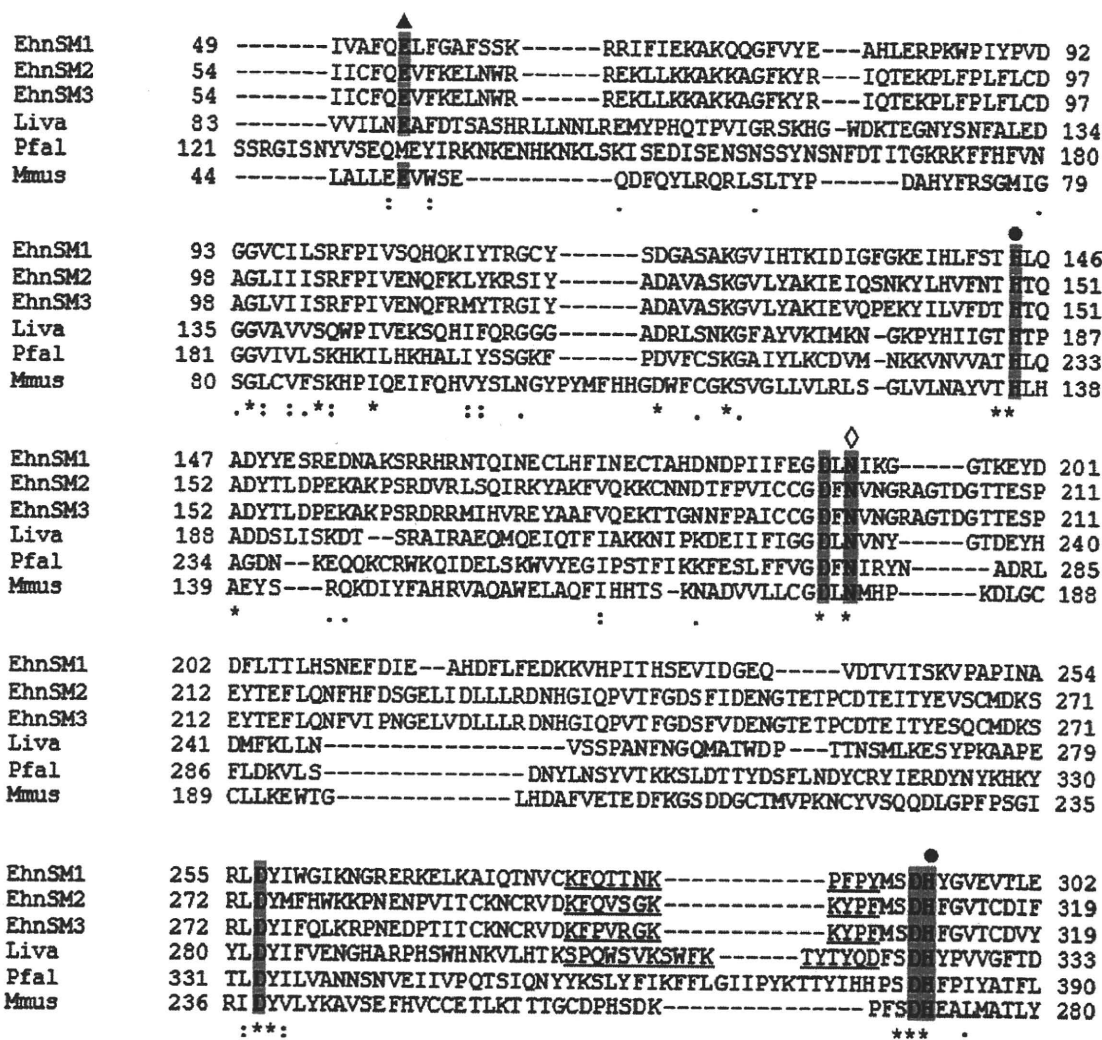 ▲
EhnSM1 49 -------IVAFQELFGAFSSK------RRIFIEKAKQQGFVYE---AHLERPKWPIYPVD 92
EhnSM2 54 -------IICFQEVFKELNWR------REKLLKKAKKAGFKYR---IQTEKPLFPLFLCD 97
EhnSM3 54 -------IICFQEVFKELNWR------REKLLKKAKKAGFKYR---IQTEKPLFPLFLCD 97
Liva 83 -------VVILNEAFDTSASHRLLNNLREMYPHQTPVIGRSKHG-WDKTEGNYSNFALED 134
Pfal 121 SSRGISNYVSEQMEYIRKNKENHKNKLSKISEDISENSNSSYNSNFDTITGKRKFFHFVN 180
Mmus 44 -------LALLEEVWSE----------QDFQYLRQRLSLTYP------DAHYFRSGMIG 79
: : . . .
●
EhnSM1 93 GGVCILSRFPIVSQHQKIYTRGCY------SDGASAKGVIHTKIDIGFGKEIHLFSTHLQ 146
EhnSM2 98 AGLIIISRFPIVENQFKLYKRSIY------ADAVASKGVLYAKIEIQSNKYLHVFNTHTQ 151
EhnSM3 98 AGLVIISRFPIVENQFRMYTRGIY------ADAVASKGVLYAKIEVQPEKYILVFDTHTQ 151
Liva 135 GGVAVVSQWPIVEKSQHIFQRGGG------ADRLSNKGFAYVKIMKN-GKPYHIIGTHTP 187
Pfal 181 GGVIVLSKHKILHKHALIYSSGKF------PDVFCSKGAIYLKCDVM-NKKVNVVATHLQ 233
Mmus 80 SGLCVFSKHPIQEIFQHVYSLNGYPYMFHHGDWFCGKSVGLLVLRLS-GLVLNAYVTHLH 138
.*: :.*: * :: . * . *. **
◊
EhnSM1 147 ADYYESREDNAKSRRHRNTQINECLHFINECTAHDNDPIIFEGDLNIKG-----GTKEYD 201
EhnSM2 152 ADYTLDPEKAKPSRDVRLSQIRKYAKFVQKKCNNDTFPVICCGDFNVNGRAGTDGTTESP 211
EhnSM3 152 ADYTLDPEKAKPSRDRRMIHVREYAAFVQEKTTGNNFPAICCGDFNVNGRAGTDGTTESP 211
Liva 188 ADDSLISKDT--SRAIRAEQMQEIQTFIAKKNIPKDEIIFIGGDLNVNY-----GTDEYH 240
Pfal 234 AGDN--KEQQKCRWKQIDELSKWVYEGIPSTFIKKFESLFFVGDFNIRYN------ADRL 285
Mmus 139 AEYS---RQKDIYFAHRVAQAWELAQFIHHTS-KNADVVLLCGDLNMHP------KDLGC 188
* .. : . * *
EhnSM1 202 DFLTTLHSNEFDIE--AHDFLFEDKKVHPITHSEVIDGEQ-----VDTVITSKVPAPINA 254
EhnSM2 212 EYTEFLQNFHFDSGELIDLLLRDNHGIQPVTFGDSFIDENGTETPCDTEITYEVSCMDKS 271
EhnSM3 212 EYTEFLQNFVIPNGELVDLLLRDNHGIQPVTFGDSFVDENGTETPCDTEITYESQCMDKS 271
Liva 241 DMFKLLN------------------VSSPANFNGQMATWDP---TTNSMLKESYPKAAPE 279
Pfal 286 FLDKVLS---------------DNYLNSYVTKKSLDTTYDSFLNDYCRYIERDYNYKHKY 330
Mmus 189 CLLKEWTG-------------LHDAFVETEDFKGSDDGCTMVPKNCYVSQQDLGPFPSGI 235
●
EhnSM1 255 RLDYIWGIKNGRERKELKAIQTNVCKFQTTNK------------PFPYMSDHYGVEVTLE 302
EhnSM2 272 RLDYMFHWKKPNENPVITCKNCRVDKFQVSGK------------KYPFMSDHFGVTCDIF 319
EhnSM3 272 RLDYIFQLKRPNEDPTITCKNCRVDKFPVRGK------------KYPFMSDHFGVTCDVY 319
Liva 280 YLDYIFVENGHARPHSWHNKVLHTKSPQWSVKSWFK------TYTYQDFSDHYPVVGFTD 333
Pfal 331 TLDYILVANNSNVEIIVPQTSIQNYYKSLYFIKFFLGIIPYKTTYIHHPSDHFPIYATFL 390
Mmus 236 RIDYVLYKAVSEFHVCCETLKTTTGCDPHSDK---------------PFSDHEALMATLY 280
:**: *** .